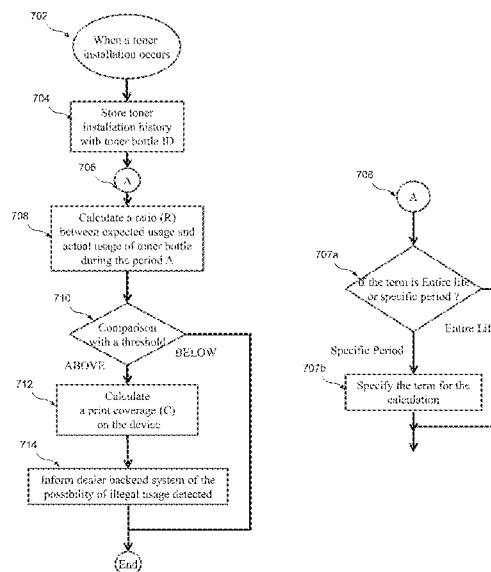 702
When a toner
installation occurs
704
Store toner
installation history
with toner bottle ID
706
A
708
Calculate a ratio (R)
between expected usage and
actual usage of toner bottle
during the period A
710
Comparison
with a threshold
ABOVE
BELOW
712
Calculate
a print coverage (C)
on the device
714
Inform dealer backend system of the
possibility of illegal usage detected
End
706
A
707a
If the term is Entire life
or specific period ?
Entire Lif
Specific Period
707b
Specify the term for the
calculation